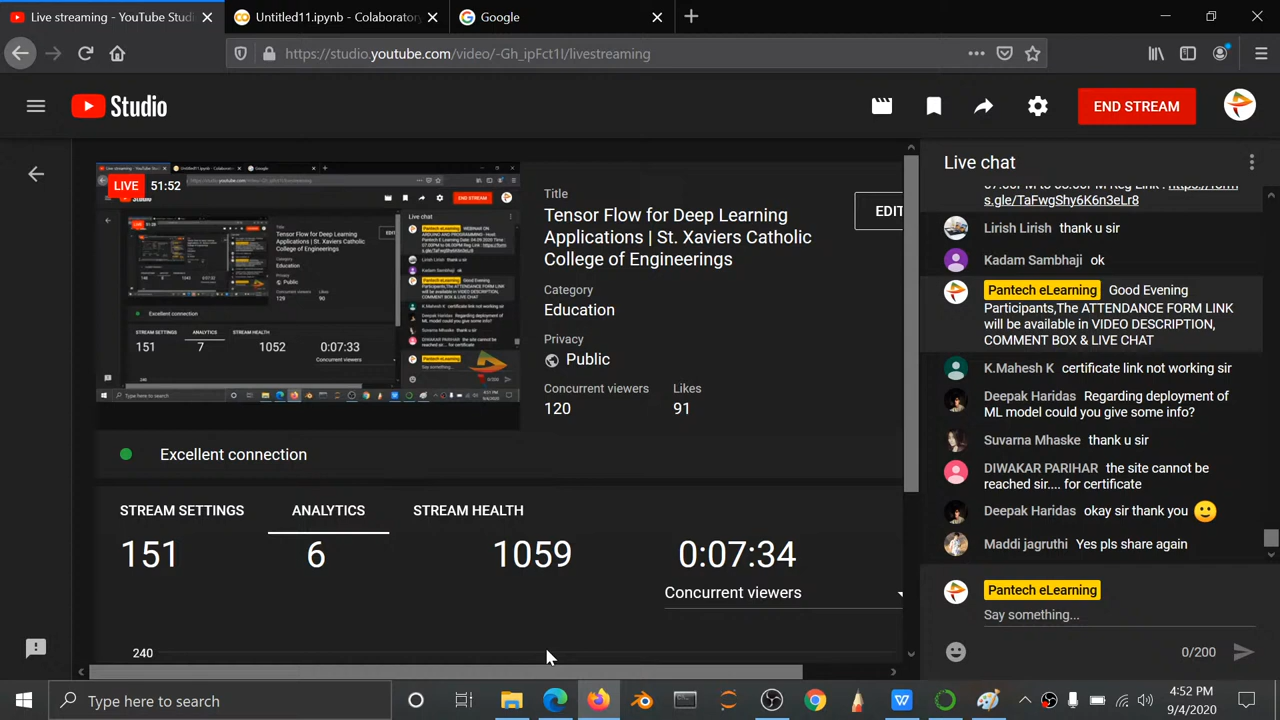 Live streaming - YouTube Studi
Untitled11.ipynb - Colaboratory
Google
https://studio.youtube.com/video/-Gh_ipFct1I/livestreaming
Studio
END STREAM
LIVE 51:52
Title
Tensor Flow for Deep Learning
Applications | St. Xaviers Catholic
College of Engineerings
EDIT
Category
Education
Privacy
Public
Concurrent viewers Likes
120 91
Excellent connection
STREAM SETTINGS ANALYTICS STREAM HEALTH
151 6 1059 0:07:34
Concurrent viewers
240
Live chat
s.gle/TaFwgShy6K6n3eLr8
Lirish Lirish thank u sir
Kadam Sambhaji ok
Pantech eLearning Good Evening
Participants,The ATTENDANCE FORM LINK
will be available in VIDEO DESCRIPTION,
COMMENT BOX & LIVE CHAT
K.Mahesh K certificate link not working sir
Deepak Haridas Regarding deployment of
ML model could you give some info?
Suvarna Mhaske thank u sir
DIWAKAR PARIHAR the site cannot be
reached sir.... for certificate
Deepak Haridas okay sir thank you
Maddi jagruthi Yes pls share again
Pantech eLearning
Say something...
0/200
Type here to search
4:52 PM
9/4/2020